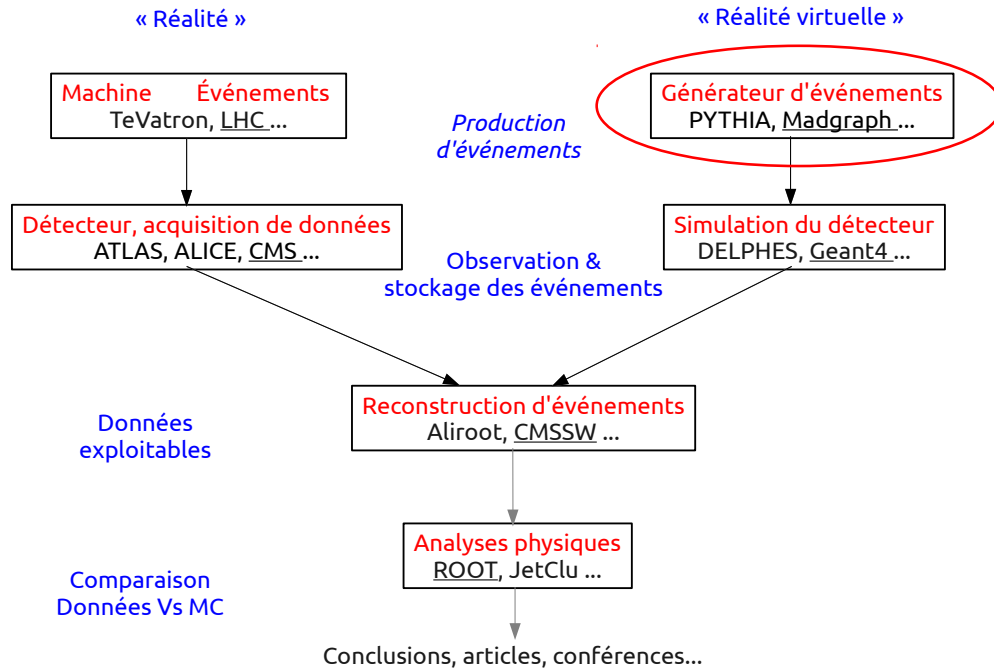 « Réalité »
« Réalité virtuelle »
Machine Événements
TeVatron, LHC ...
Production
d'événements
Générateur d'événements
PYTHIA, Madgraph ...
Détecteur, acquisition de données
ATLAS, ALICE, CMS ...
Observation &
stockage des événements
Simulation du détecteur
DELPHES, Geant4 ...
Données
exploitables
Reconstruction d'événements
Aliroot, CMSSW ...
Analyses physiques
ROOT, JetClu ...
Comparaison
Données Vs MC
Conclusions, articles, conférences...